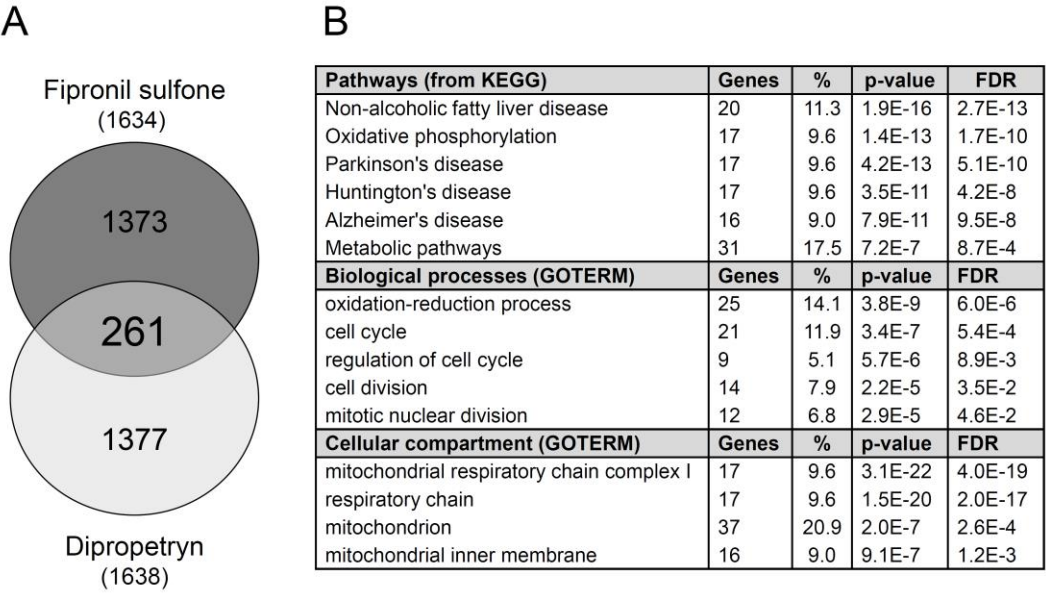 A
B
Fipronil sulfone
(1634)
1373
261
1377
Dipropetryn
(1638)
Pathways (from KEGG) Genes % p-value FDR
Non-alcoholic fatty liver disease 20 11.3 1.9E-16 2.7E-13
Oxidative phosphorylation 17 9.6 1.4E-13 1.7E-10
Parkinson's disease 17 9.6 4.2E-13 5.1E-10
Huntington's disease 17 9.6 3.5E-11 4.2E-8
Alzheimer's disease 16 9.0 7.9E-11 9.5E-8
Metabolic pathways 31 17.5 7.2E-7 8.7E-4
Biological processes (GOTERM) Genes % p-value FDR
oxidation-reduction process 25 14.1 3.8E-9 6.0E-6
cell cycle 21 11.9 3.4E-7 5.4E-4
regulation of cell cycle 9 5.1 5.7E-6 8.9E-3
cell division 14 7.9 2.2E-5 3.5E-2
mitotic nuclear division 12 6.8 2.9E-5 4.6E-2
Cellular compartment (GOTERM) Genes % p-value FDR
mitochondrial respiratory chain complex I 17 9.6 3.1E-22 4.0E-19
respiratory chain 17 9.6 1.5E-20 2.0E-17
mitochondrion 37 20.9 2.0E-7 2.6E-4
mitochondrial inner membrane 16 9.0 9.1E-7 1.2E-3